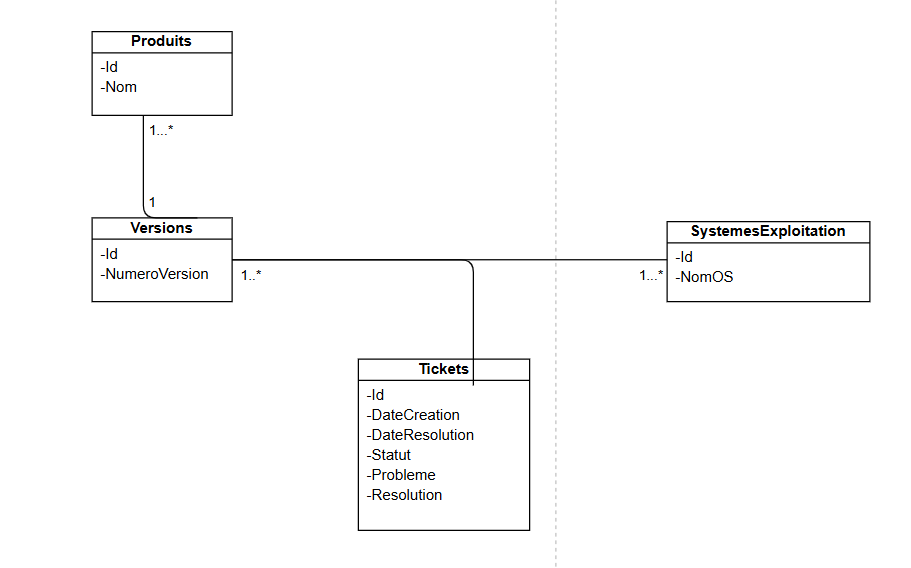 Produits
-Id
-Nom
1...*
1
Versions
-Id
-NumeroVersion
1..*
1...*
SystemesExploitation
-Id
-NomOS
Tickets
-Id
-DateCreation
-DateResolution
-Statut
-Probleme
-Resolution